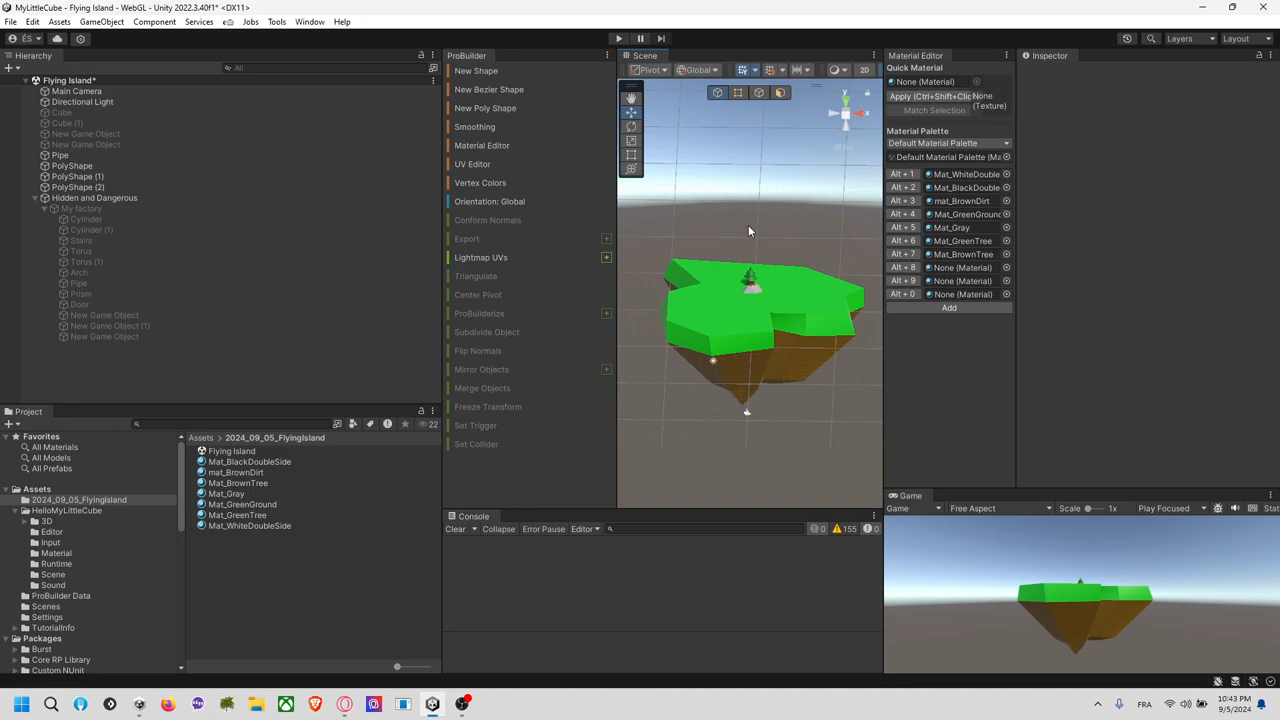 MyLittleCube - Flying Island - WebGL - Unity 2022.3.40f1* <DX11>
File Edit Assets GameObject Component Services Jobs Tools Window Help
ÉS
Layers Layout
Hierarchy
All
Flying Island*
Main Camera
Directional Light
Cube
Cube (1)
New Game Object
New Game Object
Pipe
PolyShape
PolyShape (1)
PolyShape (2)
Hidden and Dangerous
My factory
Cylinder
Cylinder (1)
Stairs
Torus
Torus (1)
Arch
Pipe
Prism
Door
New Game Object
New Game Object (1)
New Game Object
ProBuilder
New Shape
New Bezier Shape
New Poly Shape
Smoothing
Material Editor
UV Editor
Vertex Colors
Orientation: Global
Conform Normals
Export
Lightmap UVs
Triangulate
Center Pivot
ProBuilderize
Subdivide Object
Flip Normals
Mirror Objects
Merge Objects
Freeze Transform
Set Trigger
Set Collider
Scene
Pivot Global 2D
y
x
Material Editor
Quick Material
None (Material)
Apply (Ctrl+Shift+Clic
None
(Texture)
Match Selection
Material Palette
Default Material Palette
Default Material Palette (Ma
Alt + 1 Mat_WhiteDouble
Alt + 2 Mat_BlackDouble
Alt + 3 mat_BrownDirt
Alt + 4 Mat_GreenGround
Alt + 5 Mat_Gray
Alt + 6 Mat_GreenTree
Alt + 7 Mat_BrownTree
Alt + 8 None (Material)
Alt + 9 None (Material)
Alt + 0 None (Material)
Add
Inspector
Project
22
Favorites
All Materials
All Models
All Prefabs
Assets
2024_09_05_FlyingIsland
HelloMyLittleCube
3D
Editor
Input
Material
Runtime
Scene
Sound
ProBuilder Data
Scenes
Settings
TutorialInfo
Packages
Burst
Core RP Library
Custom NUnit
Assets > 2024_09_05_FlyingIsland
Flying Island
Mat_BlackDoubleSide
mat_BrownDirt
Mat_BrownTree
Mat_Gray
Mat_GreenGround
Mat_GreenTree
Mat_WhiteDoubleSide
Console
Clear Collapse Error Pause Editor
0 155 0
Game
Game Free Aspect Scale 1x Play Focused Stat
FRA
10:43 PM
9/5/2024